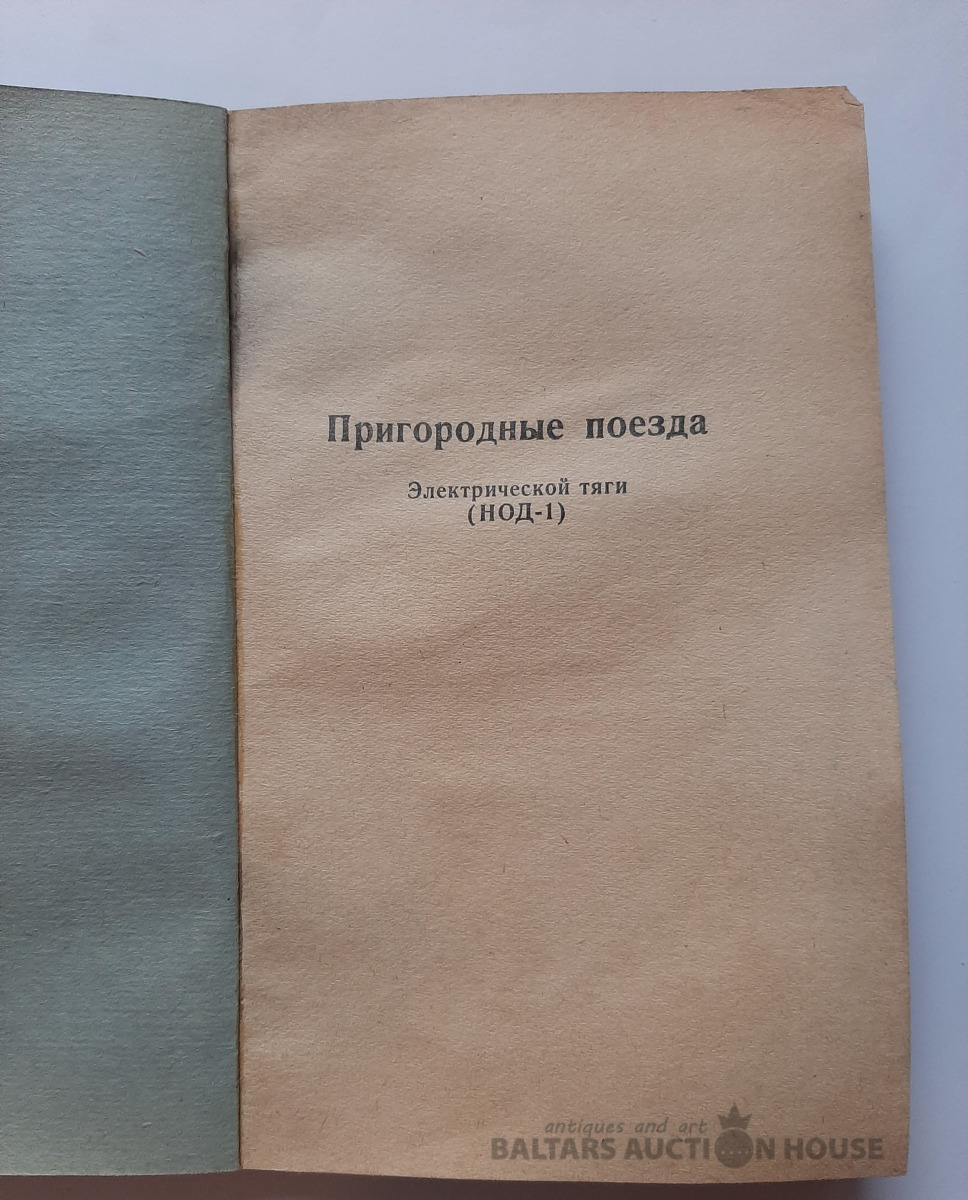 Пригородные поезда
Электрической тяги
(НОД-1)
antiques and art
BALTARS AUCTION HOUSE